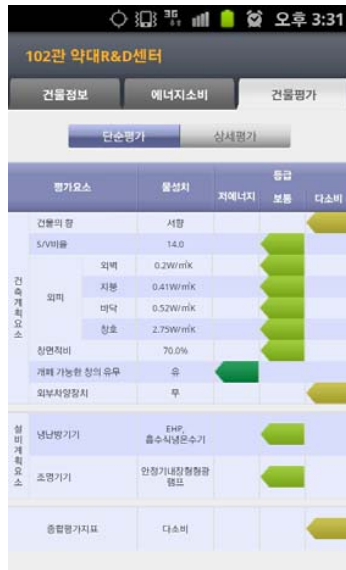 3G
오후 3:31
102관 약대R&D센터
건물정보 에너지소비 건물평가
단순평가 상세평가
평가요소 물성치 등급
저에너지 보통 다소비
건축계획요소
건물의 향 서향
S/V비율 14.0
외피
외벽 0.2W/㎡K
지붕 0.41W/㎡K
바닥 0.52W/㎡K
창호 2.75W/㎡K
창면적비 70.0%
개폐 가능한 창의 유무 유
외부차양장치 무
설비계획요소
냉난방기기 EHP,
흡수식냉온수기
조명기기 안정기내장형형광
램프
종합평가지표 다소비